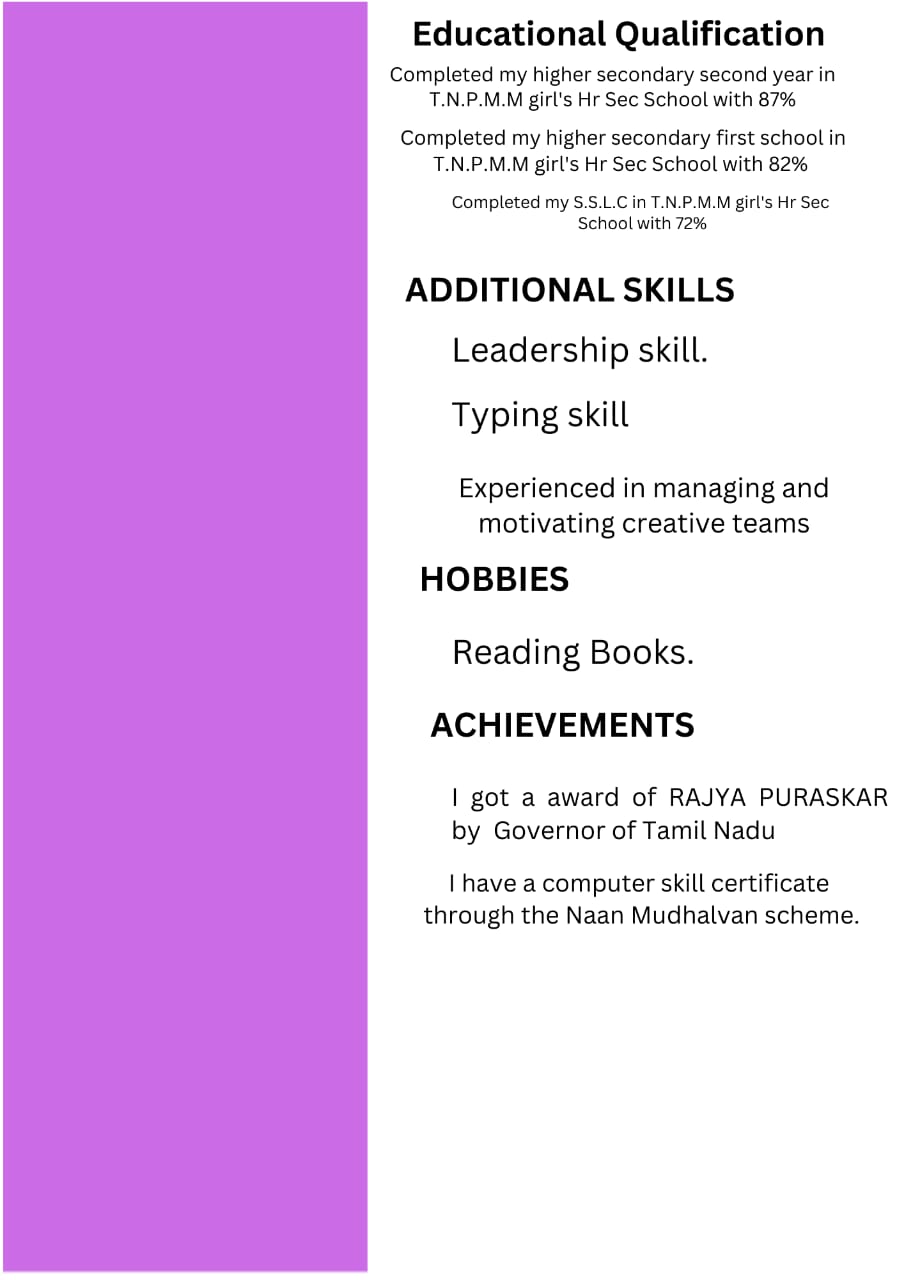 Educational Qualification
Completed my higher secondary second year in
T.N.P.M.M girl's Hr Sec School with 87%
Completed my higher secondary first school in
T.N.P.M.M girl's Hr Sec School with 82%
Completed my S.S.L.C in T.N.P.M.M girl's Hr Sec
School with 72%
ADDITIONAL SKILLS
Leadership skill.
Typing skill
Experienced in managing and
motivating creative teams
HOBBIES
Reading Books.
ACHIEVEMENTS
I got a award of RAJYA PURASKAR
by Governor of Tamil Nadu
I have a computer skill certificate
through the Naan Mudhalvan scheme.